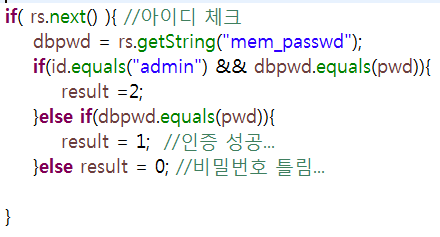 if( rs.next() ){ //아이디 체크
dbpwd = rs.getString("mem_passwd");
if(id.equals("admin") && dbpwd.equals(pwd)){
result =2;
}else if(dbpwd.equals(pwd)){
result = 1;  //인증 성공...
}else result = 0; //비밀번호 틀림...
}